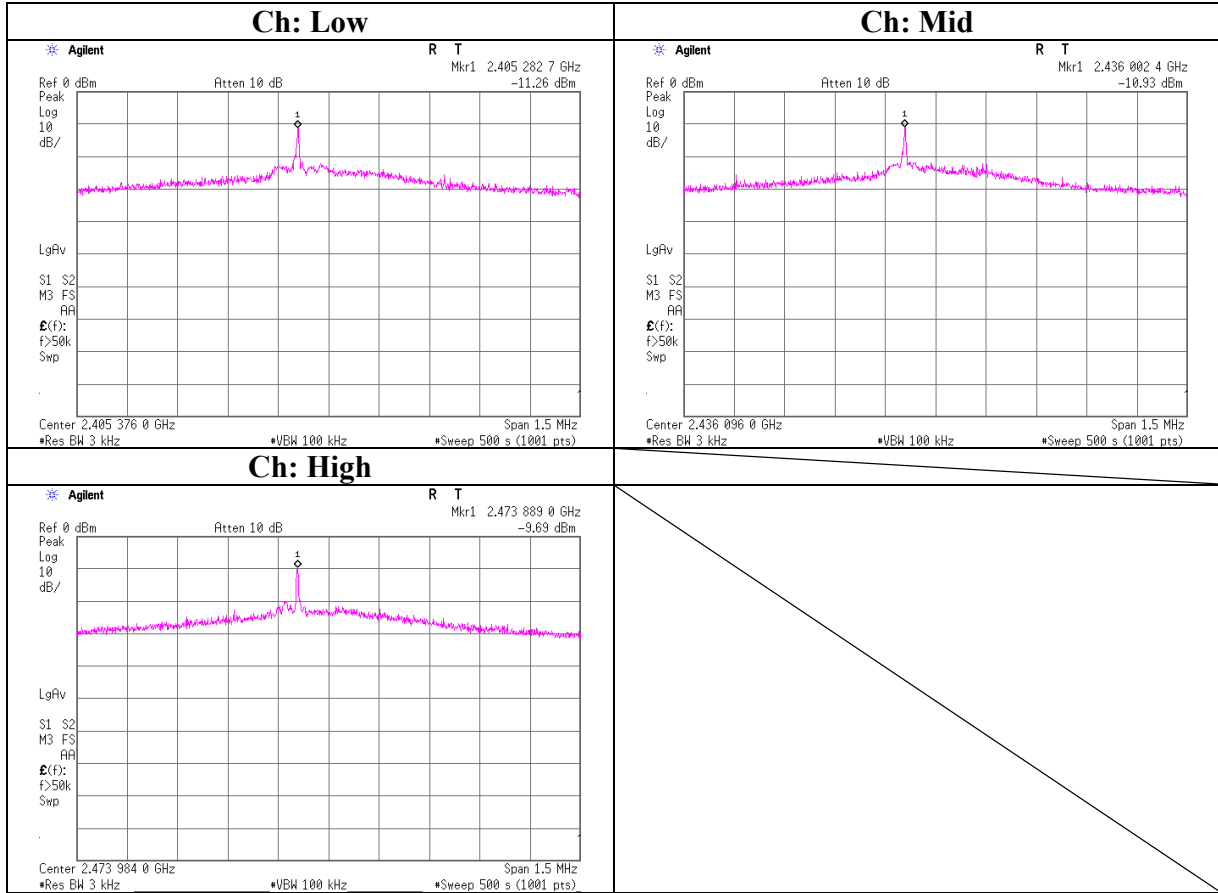 Ch: Low
Agilent R T
Mkr1 2.405 282 7 GHz
Ref 0 dBm Atten 10 dB -11.26 dBm
Peak
Log
10
dB/
1
LgAv
S1 S2
M3 FS
AA
£(f):
f>50k
Swp
Center 2.405 376 0 GHz Span 1.5 MHz
#Res BW 3 kHz #VBW 100 kHz #Sweep 500 s (1001 pts)
Ch: Mid
Agilent R T
Mkr1 2.436 002 4 GHz
Ref 0 dBm Atten 10 dB -10.93 dBm
Peak
Log
10
dB/
1
LgAv
S1 S2
M3 FS
AA
£(f):
f>50k
Swp
Center 2.436 096 0 GHz Span 1.5 MHz
#Res BW 3 kHz #VBW 100 kHz #Sweep 500 s (1001 pts)
Ch: High
Agilent R T
Mkr1 2.473 889 0 GHz
Ref 0 dBm Atten 10 dB -9.69 dBm
Peak
Log
10
dB/
1
LgAv
S1 S2
M3 FS
AA
£(f):
f>50k
Swp
Center 2.473 984 0 GHz Span 1.5 MHz
#Res BW 3 kHz #VBW 100 kHz #Sweep 500 s (1001 pts)